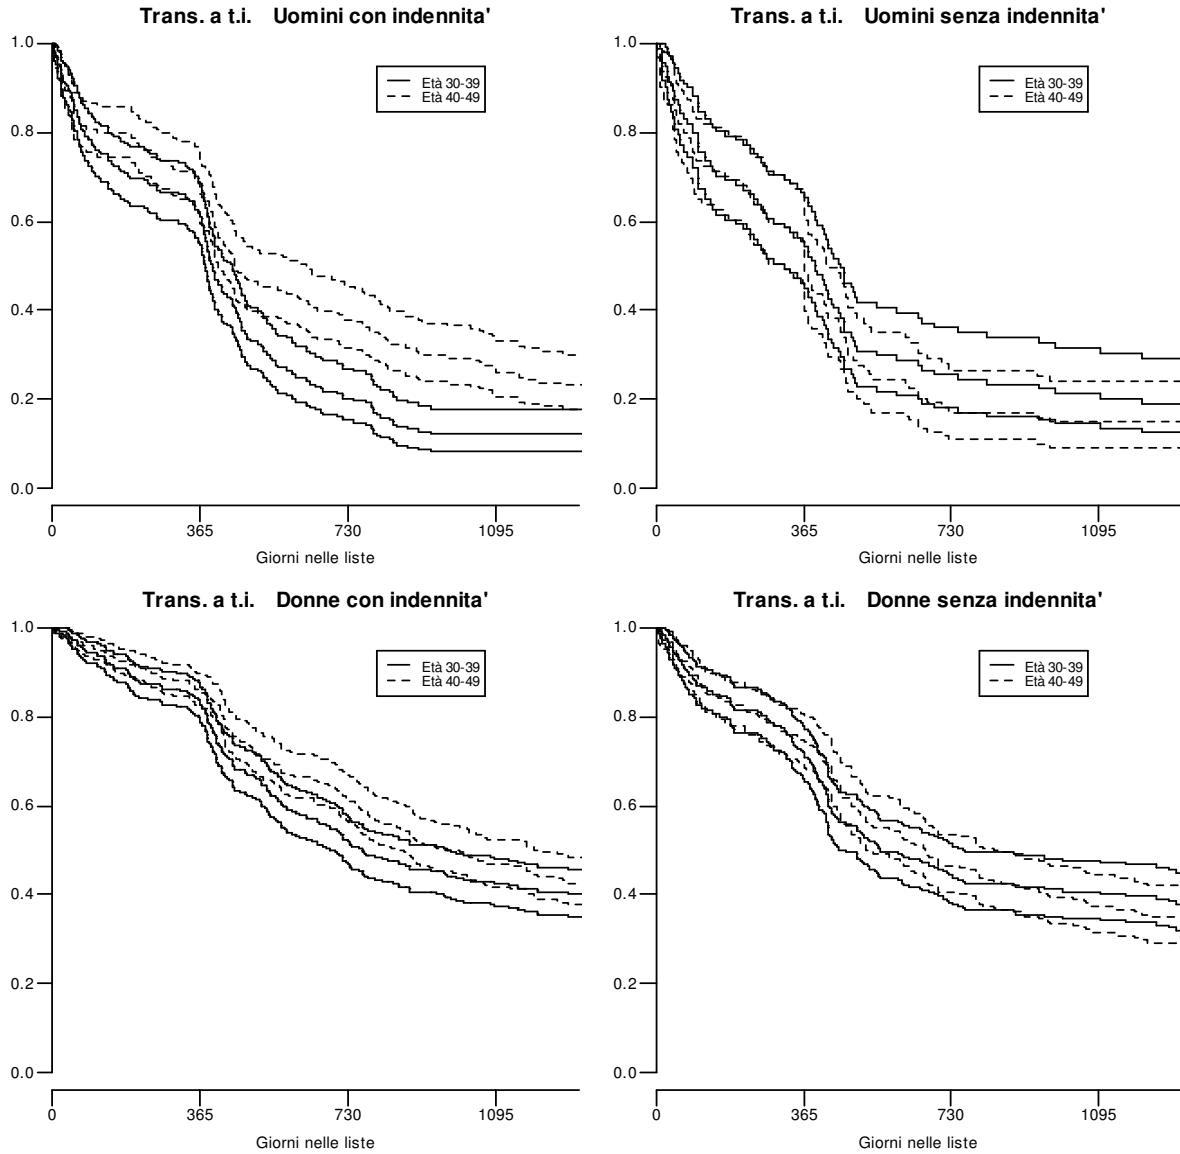 Trans. a t.i. Uomini con indennita'
1.0
0.8
0.6
0.4
0.2
0.0
Età 30-39
Età 40-49
0 365 730 1095
Giorni nelle liste
Trans. a t.i. Uomini senza indennita'
1.0
0.8
0.6
0.4
0.2
0.0
Età 30-39
Età 40-49
0 365 730 1095
Giorni nelle liste
Trans. a t.i. Donne con indennita'
1.0
0.8
0.6
0.4
0.2
0.0
Età 30-39
Età 40-49
0 365 730 1095
Giorni nelle liste
Trans. a t.i. Donne senza indennita'
1.0
0.8
0.6
0.4
0.2
0.0
Età 30-39
Età 40-49
0 365 730 1095
Giorni nelle liste